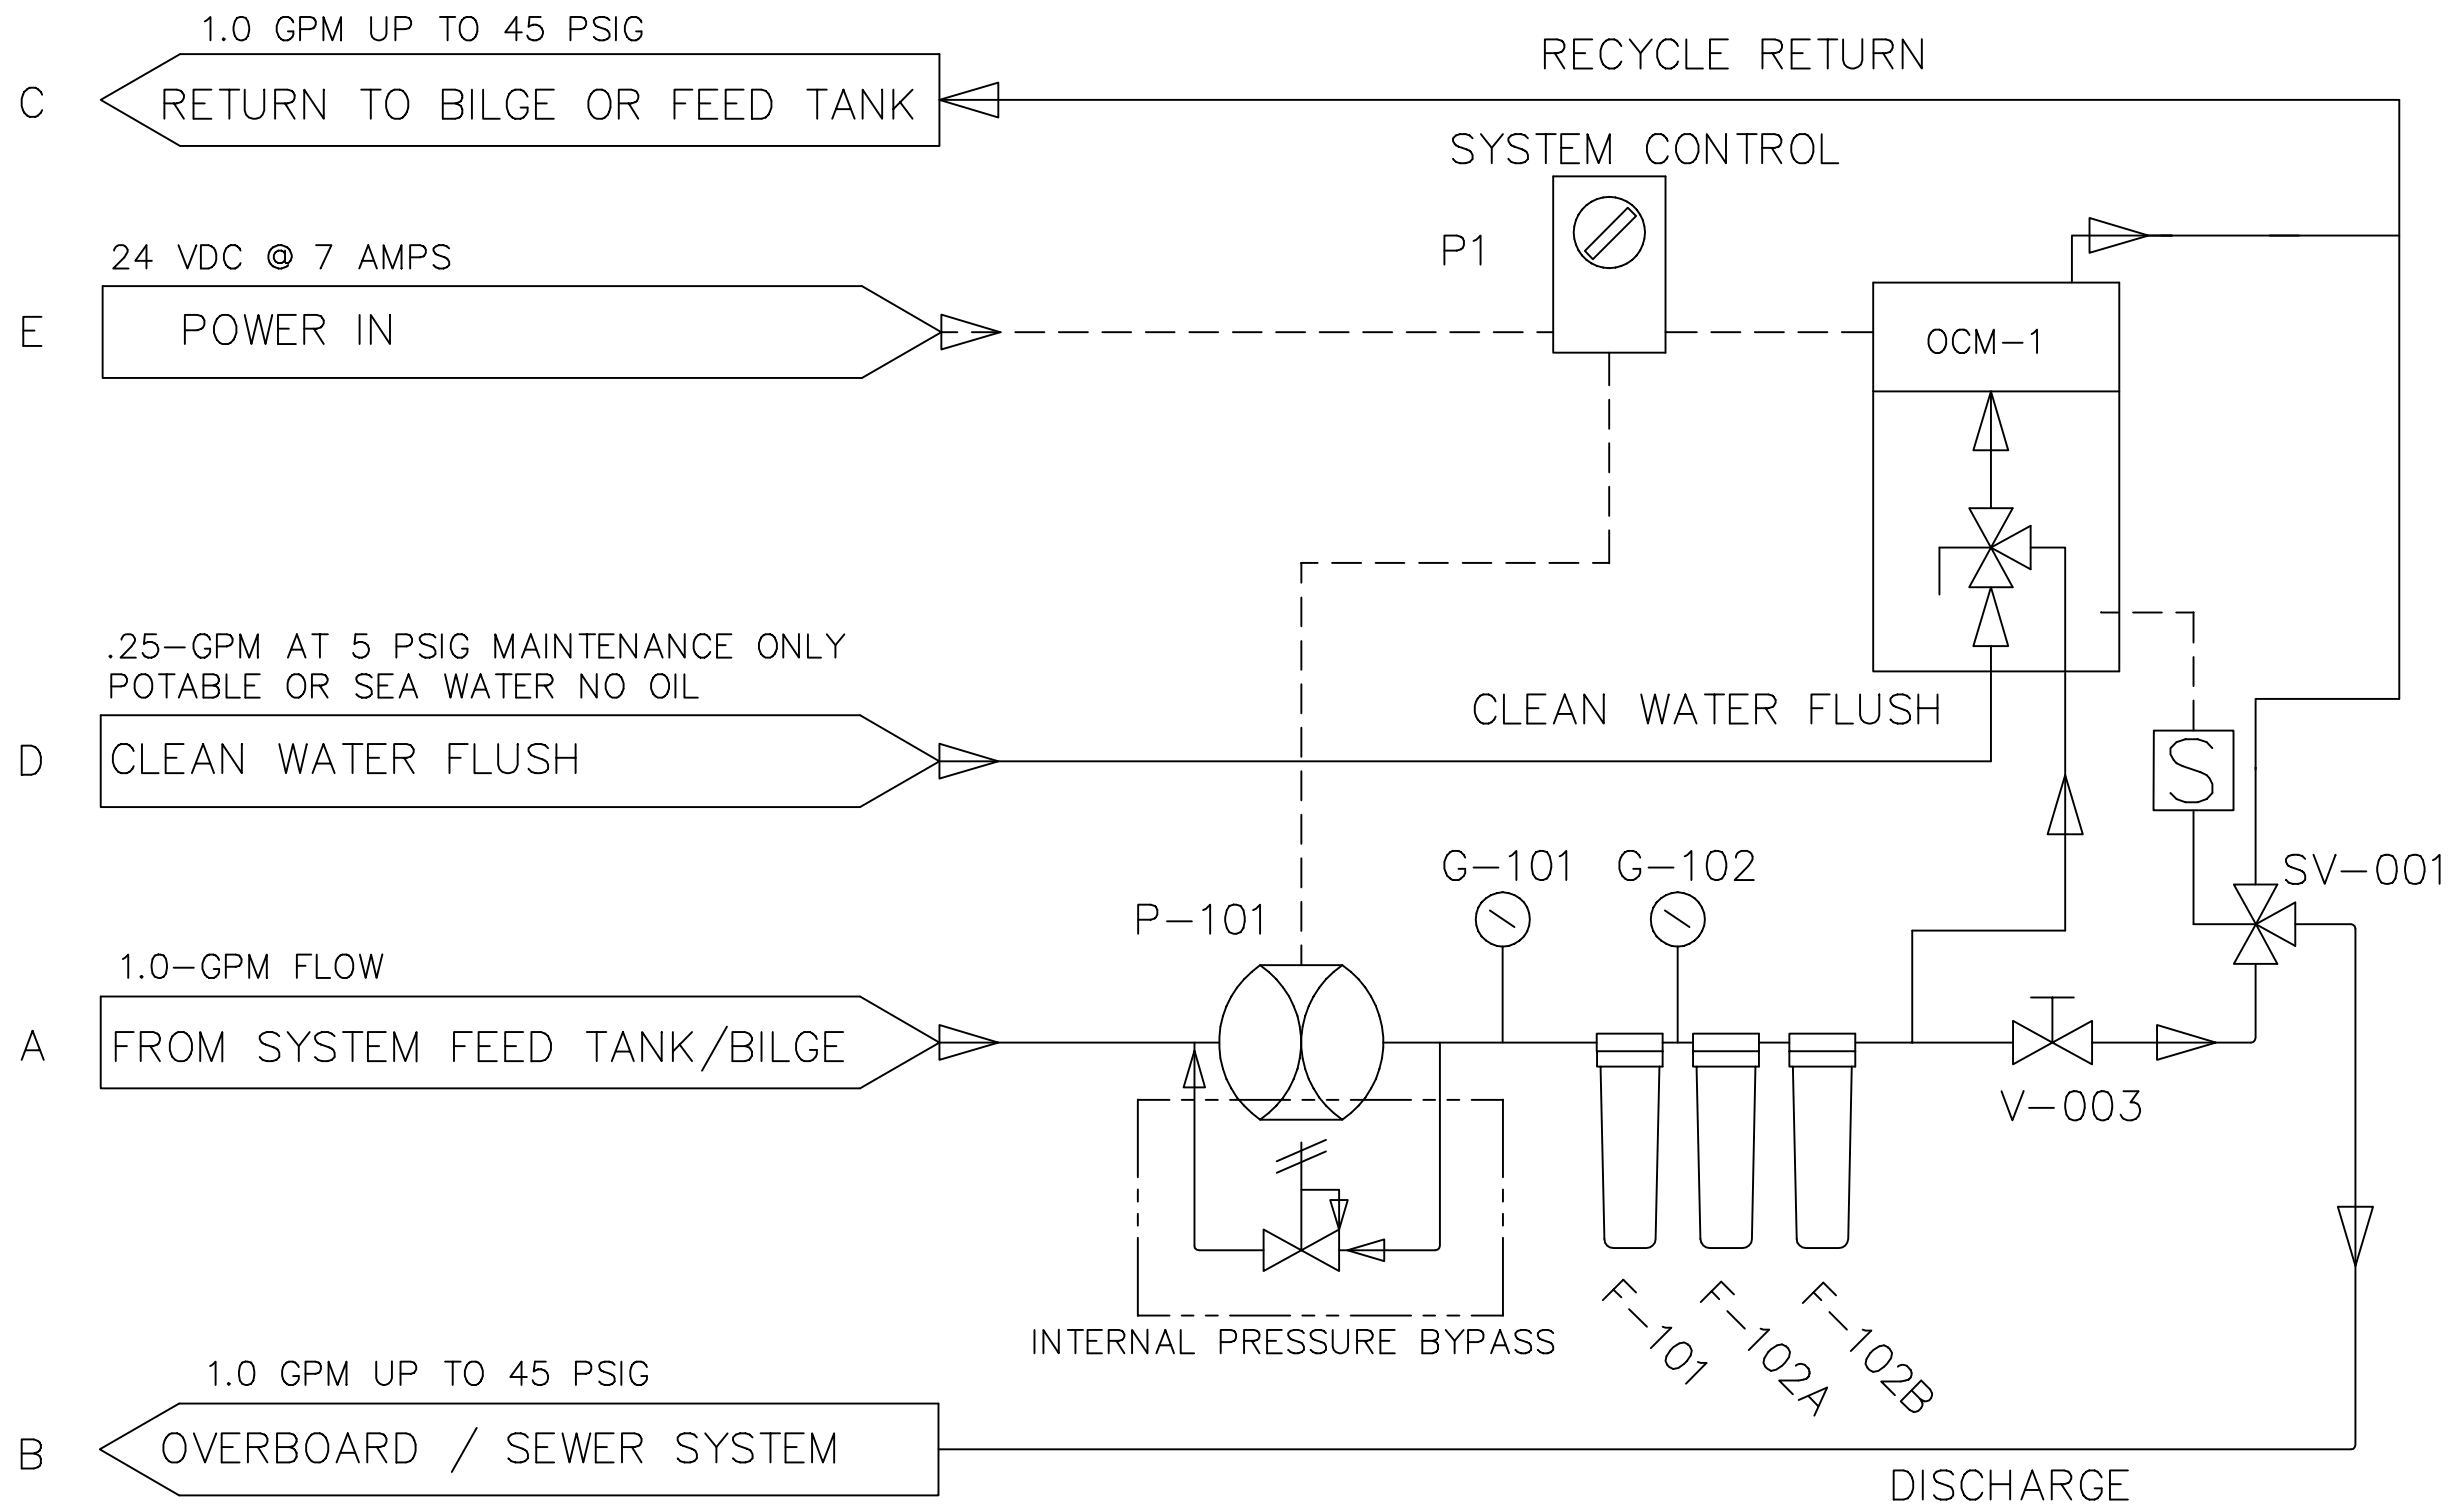 1.0 GPM UP TO 45 PSIG
RECYCLE RETURN
C
RETURN TO BILGE OR FEED TANK
SYSTEM CONTROL
P1
24 VDC @ 7 AMPS
E
POWER IN
OCM-1
.25-GPM AT 5 PSIG MAINTENANCE ONLY
POTABLE OR SEA WATER NO OIL
CLEAN WATER FLUSH
D
CLEAN WATER FLUSH
S
G-101
G-102
SV-001
P-101
1.0-GPM FLOW
A
FROM SYSTEM FEED TANK/BILGE
V-003
INTERNAL PRESSURE BYPASS
F-101
F-102A
F-102B
1.0 GPM UP TO 45 PSIG
B
OVERBOARD / SEWER SYSTEM
DISCHARGE